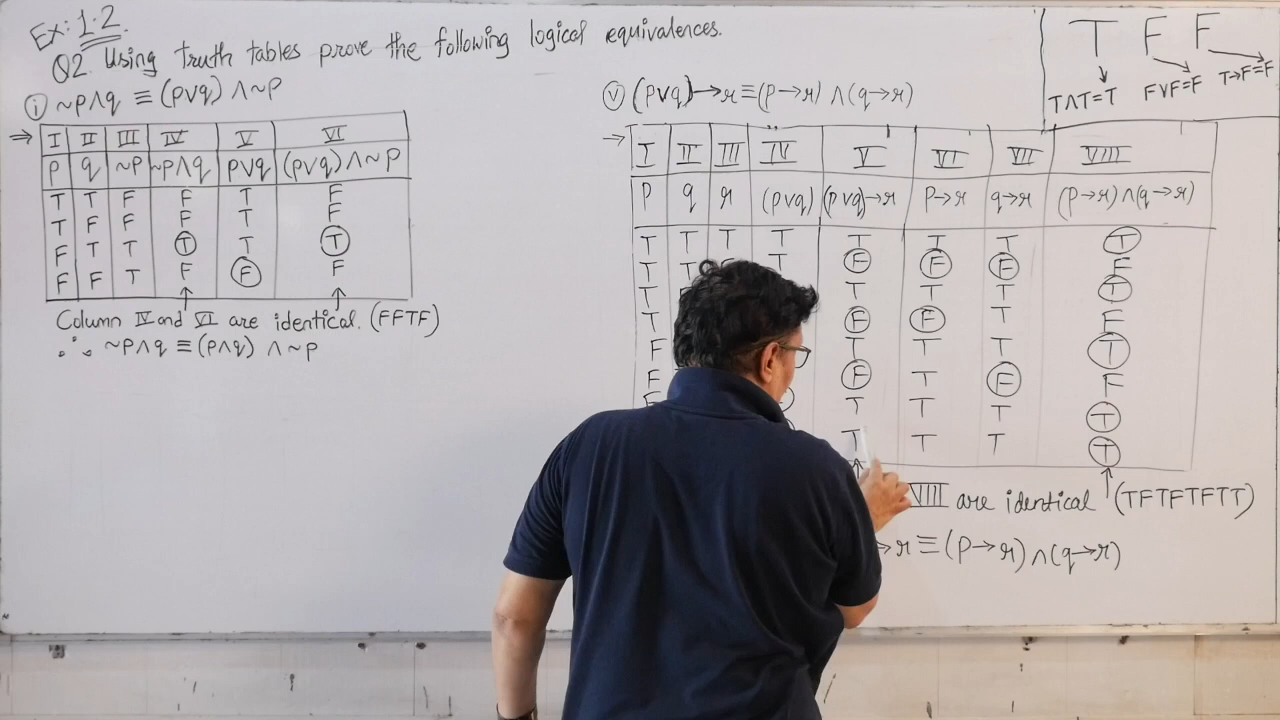 Ex: 1.2.
Q2. Using truth tables prove the following logical equivalences.
i ~p∧q ≡ (p∨q) ∧~p
⇒ I II III IV V VI
p q ~p ~p∧q p∨q (p∨q)∧~p
T T F F T F
T F F F T F
F T T T T T
F F T F F F
Column IV and VI are identical. (FFTF)
∴ ~p∧q ≡ (p∧q) ∧ ~p
v (p∨q)→r ≡ (p→r) ∧ (q→r)
→ I II III IV V VI VII VIII
p q r (p∨q) (p∨q)→r p→r q→r (p→r)∧(q→r)
T T T T T T T T
T T T F F F F
T T T T T
T F F T F
F T T T T
F F T F F
T T T T
T T T T
VIII are identical (TFTFTFTT)
→r ≡ (p→r) ∧ (q→r)
T F F
T∧T=T F∨F=F T→F=F